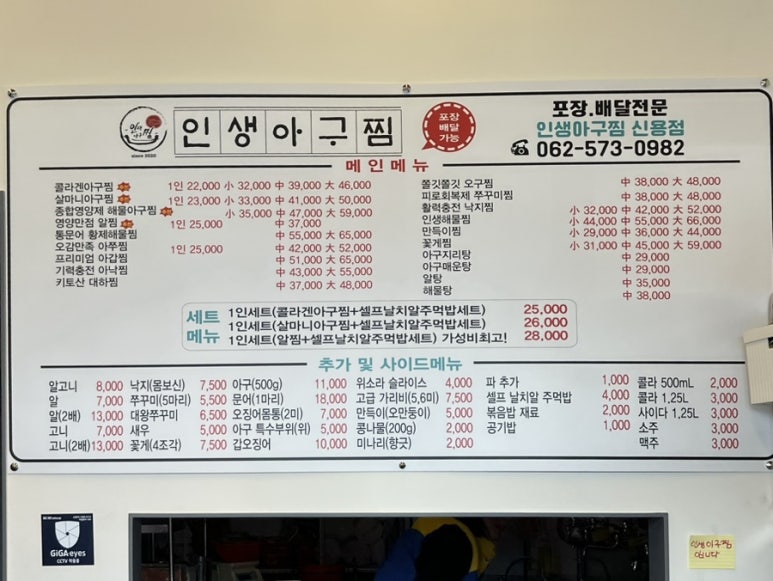 인생아구찜
since 2020
인생아구찜
포장
배달
가능
포장.배달전문
인생아구찜 신용점
☎ 062-573-0982
메인메뉴
콜라겐아구찜 1인 22,000 小 32,000 中 39,000 大 46,000
살마니아구찜 1인 23,000 小 33,000 中 41,000 大 50,000
종합영양제 해물아구찜 小 35,000 中 47,000 大 59,000
영양만점 알찜 1인 25,000 中 37,000
통문어 황제해물찜 中 55,000 大 65,000
오감만족 아쭈찜 1인 25,000 中 42,000 大 52,000
프리미엄 아갑찜 中 51,000 大 65,000
기력충전 아낙찜 中 43,000 大 55,000
키토산 대하찜 中 37,000 大 48,000
쫄깃쫄깃 오구찜 中 38,000 大 48,000
피로회복제 쭈꾸미찜 中 38,000 大 48,000
활력충전 낙지찜 小 32,000 中 42,000 大 52,000
인생해물찜 小 44,000 中 55,000 大 66,000
만득이찜 小 29,000 中 36,000 大 44,000
꽃게찜 小 31,000 中 45,000 大 59,000
아구지리탕 中 29,000
아구매운탕 中 29,000
알탕 中 35,000
해물탕 中 38,000
세트
메뉴
1인세트(콜라겐아구찜+셀프날치알주먹밥세트) 25,000
1인세트(살마니아구찜+셀프날치알주먹밥세트) 26,000
1인세트(알찜+셀프날치알주먹밥세트) 가성비최고! 28,000
추가 및 사이드메뉴
알고니 8,000 낙지(몸보신) 7,500 아구(500g) 11,000 위소라 슬라이스 4,000 파 추가 1,000 콜라 500mL 2,000
알 7,000 쭈꾸미(5마리) 5,500 문어(1마리) 18,000 고급 가리비(5,6미) 7,500 셀프 날치알 주먹밥 4,000 콜라 1,25L 3,000
알(2배) 13,000 대왕쭈꾸미 6,500 오징어몸통(2미) 7,000 만득이(오만둥이) 5,000 볶음밥 재료 2,000 사이다 1,25L 3,000
고니 7,000 새우 5,000 아구 특수부위(위) 5,000 콩나물(200g) 2,000 공기밥 1,000 소주 3,000
고니(2배) 13,000 꽃게(4조각) 7,500 갑오징어 10,000 미나리(향긋) 2,000 맥주 3,000
GiGA eyes
CCTV 작동중
인생아구찜
입니다